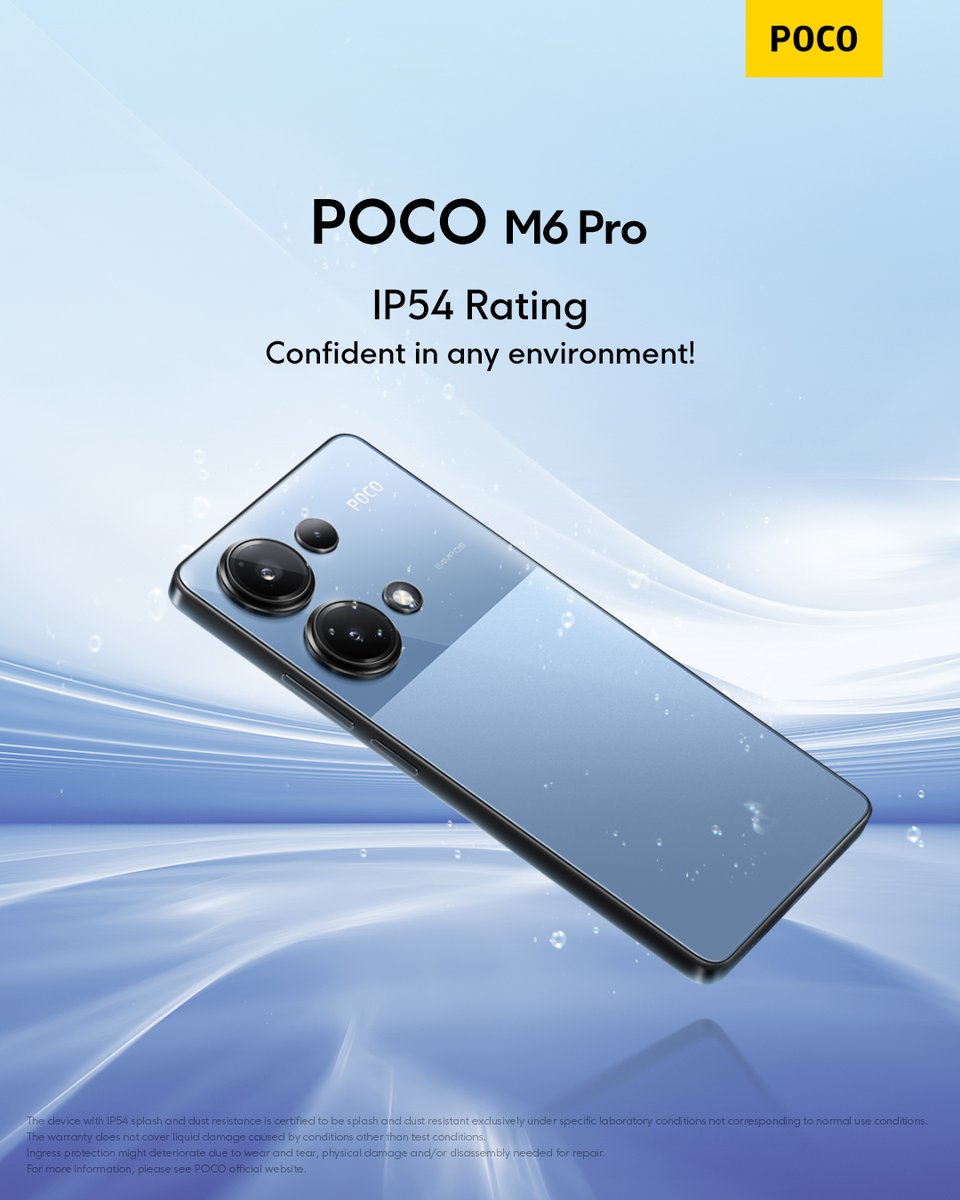 POCO
POCO M6 Pro
IP54 Rating
Confident in any environment!
POCO
The device with IP54 splash and dust resistance is certified to be splash and dust resistant exclusively under specific laboratory conditions not corresponding to normal use conditions.
The warranty does not cover liquid damage caused by conditions other than test conditions.
Ingress protection might deteriorate due to wear and tear, physical damage and/or disassembly needed for repair.
For more information, please see POCO official website.